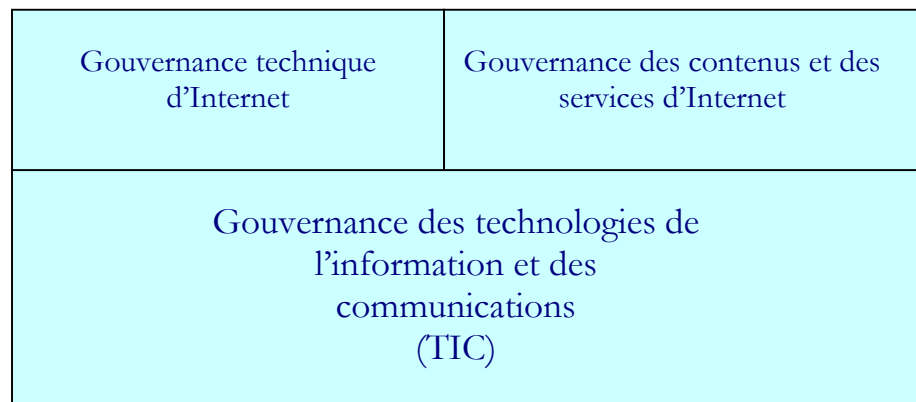 Gouvernance technique
d’Internet
Gouvernance des contenus et des
services d’Internet
Gouvernance des technologies de
l’information et des
communications
(TIC)